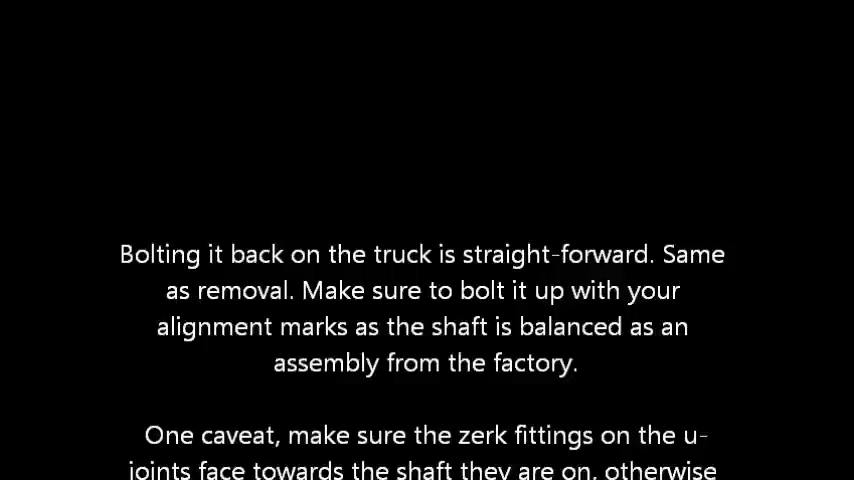 Bolting it back on the truck is straight-forward. Same
as removal. Make sure to bolt it up with your
alignment marks as the shaft is balanced as an
assembly from the factory.
One caveat, make sure the zerk fittings on the u-
joints face towards the shaft they are on, otherwise